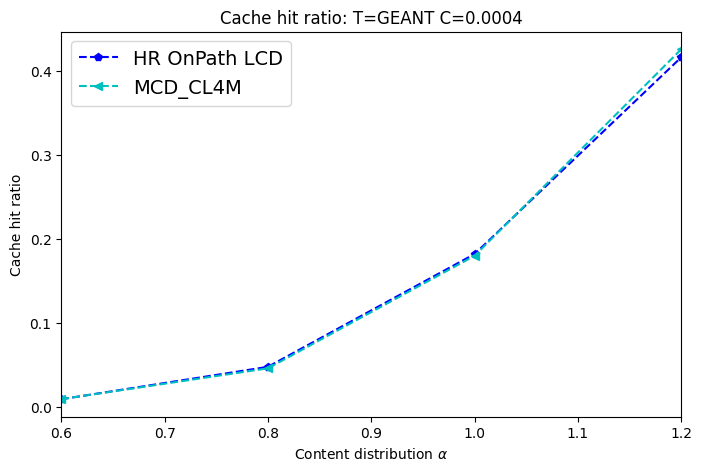 Cache hit ratio: T=GEANT C=0.0004
HR OnPath LCD
MCD_CL4M
Cache hit ratio
0.4
0.3
0.2
0.1
0.0
0.6 0.7 0.8 0.9 1.0 1.1 1.2
Content distribution α